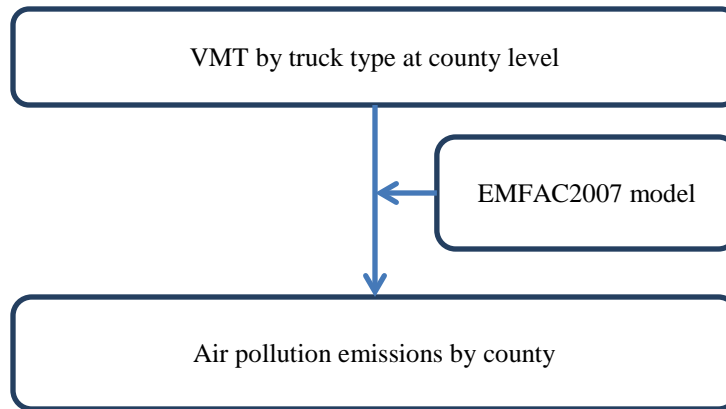 VMT by truck type at county level
EMFAC2007 model
Air pollution emissions by county